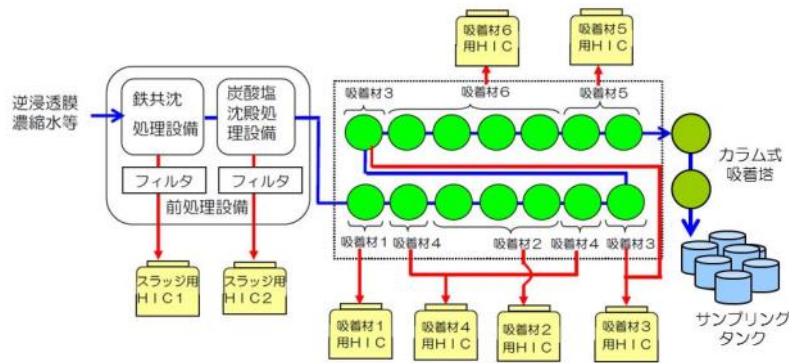 吸着材6
用HIC
吸着材5
用HIC
逆浸透膜
濃縮水等
鉄共沈
処理設備
炭酸塩
沈殿処
理設備
フィルタ
フィルタ
前処理設備
スラッジ用
HIC1
スラッジ用
HIC2
吸着材3
吸着材6
吸着材5
吸着材1
吸着材4
吸着材2
吸着材4
吸着材3
カラム式
吸着塔
サンプリング
タンク
吸着材1
用HIC
吸着材4
用HIC
吸着材2
用HIC
吸着材3
用HIC